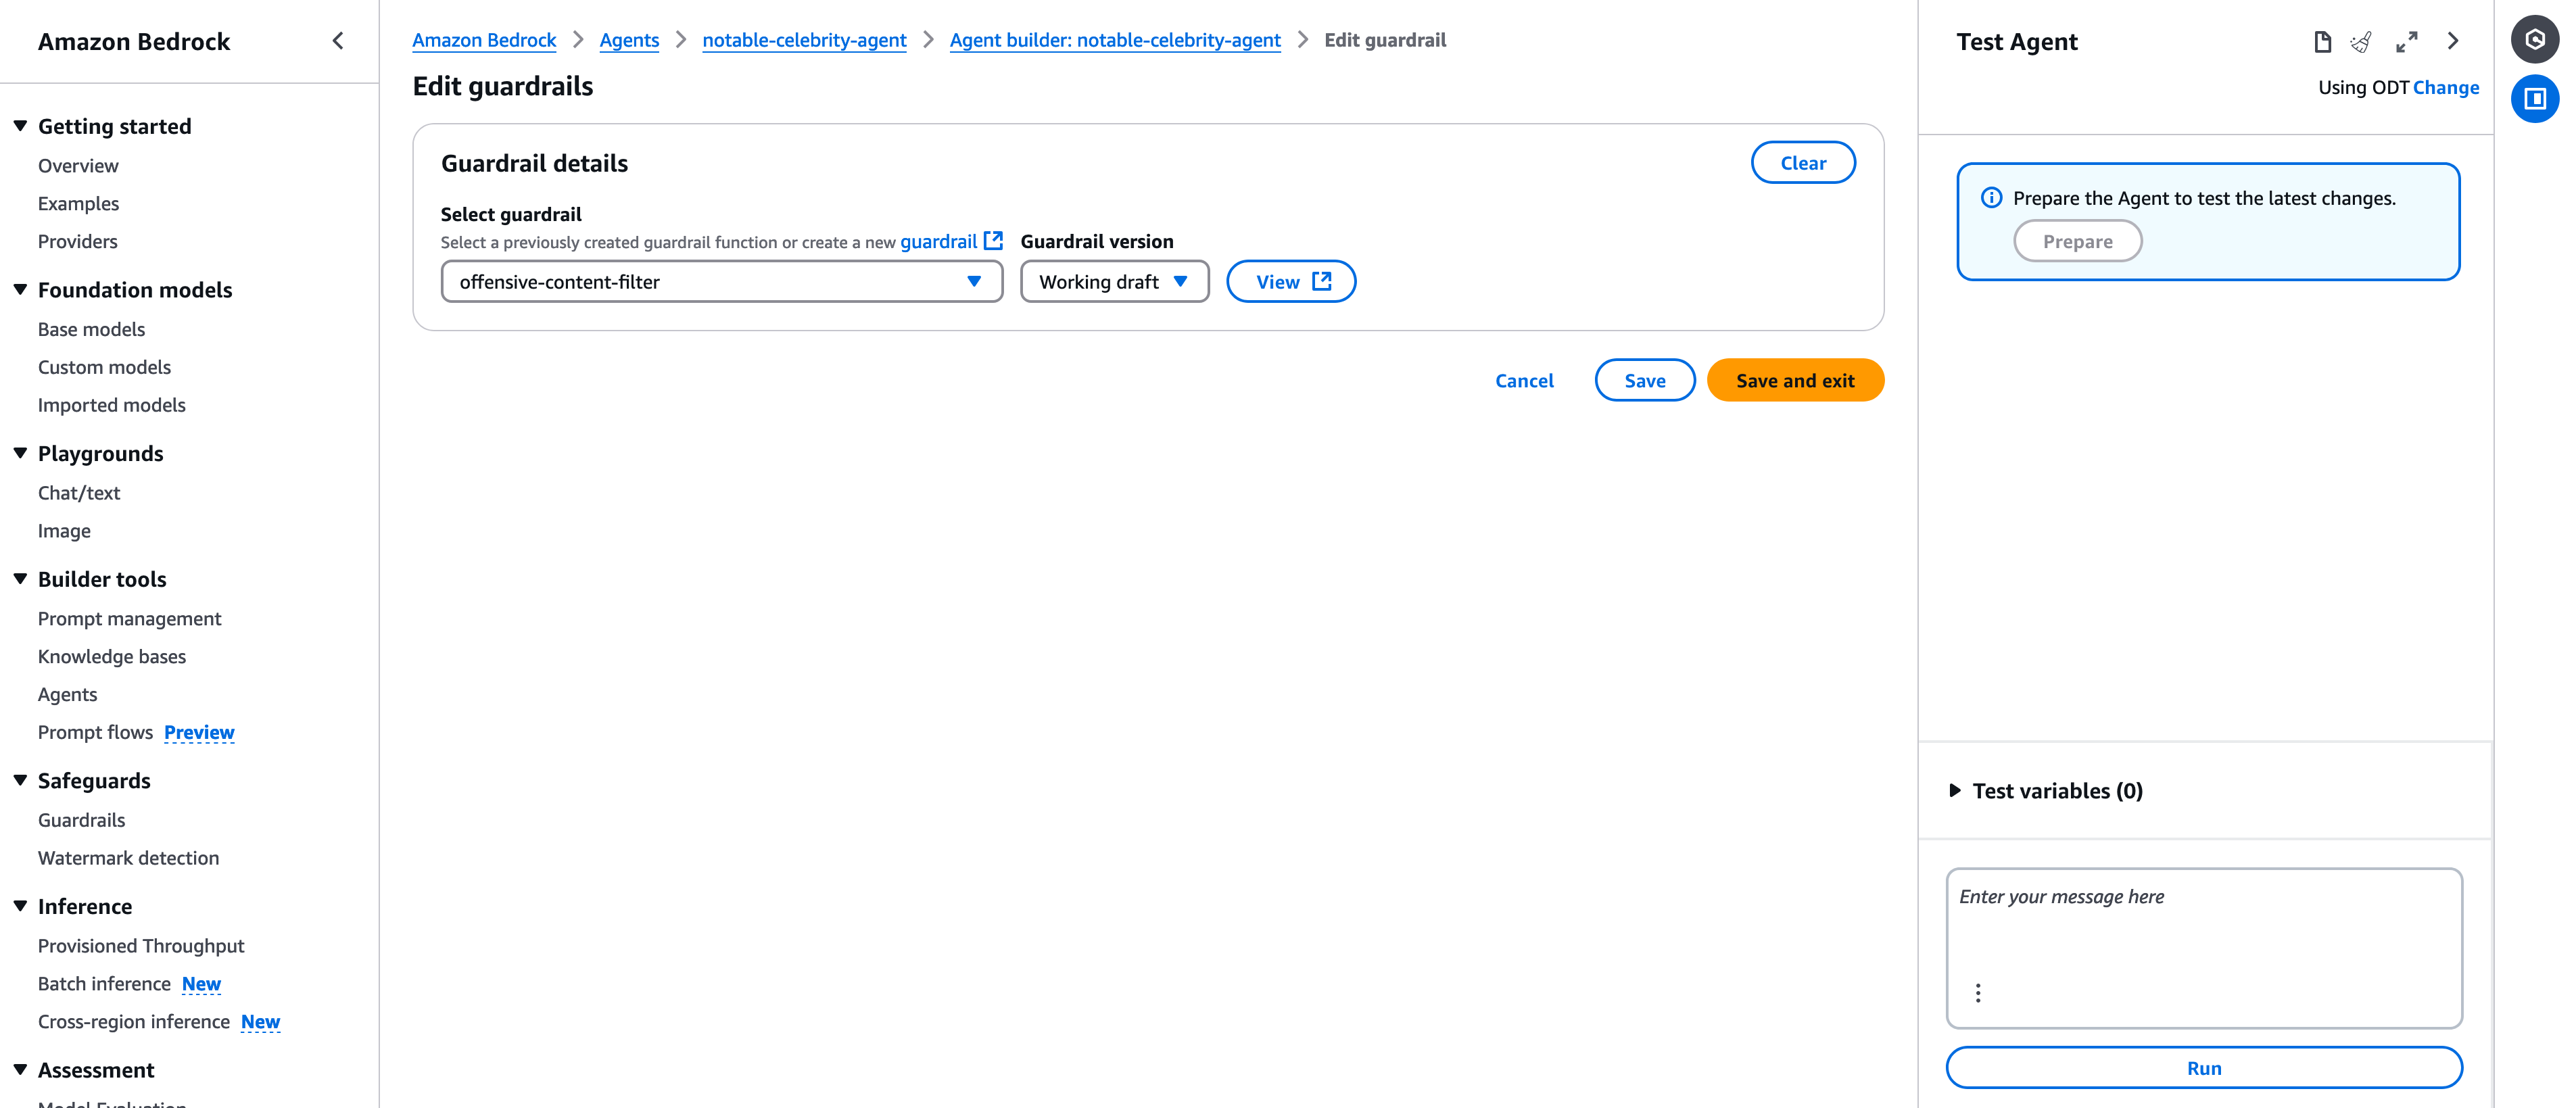 Amazon Bedrock
Getting started
Overview
Examples
Providers
Foundation models
Base models
Custom models
Imported models
Playgrounds
Chat/text
Image
Builder tools
Prompt management
Knowledge bases
Agents
Prompt flows Preview
Safeguards
Guardrails
Watermark detection
Inference
Provisioned Throughput
Batch inference New
Cross-region inference New
Assessment
Model Evaluation
Amazon Bedrock > Agents > notable-celebrity-agent > Agent builder: notable-celebrity-agent > Edit guardrail
Edit guardrails
Guardrail details
Clear
Select guardrail
Select a previously created guardrail function or create a new guardrail
Guardrail version
offensive-content-filter
Working draft
View
Cancel
Save
Save and exit
Test Agent
Using ODT Change
Prepare the Agent to test the latest changes.
Prepare
Test variables (0)
Enter your message here
Run